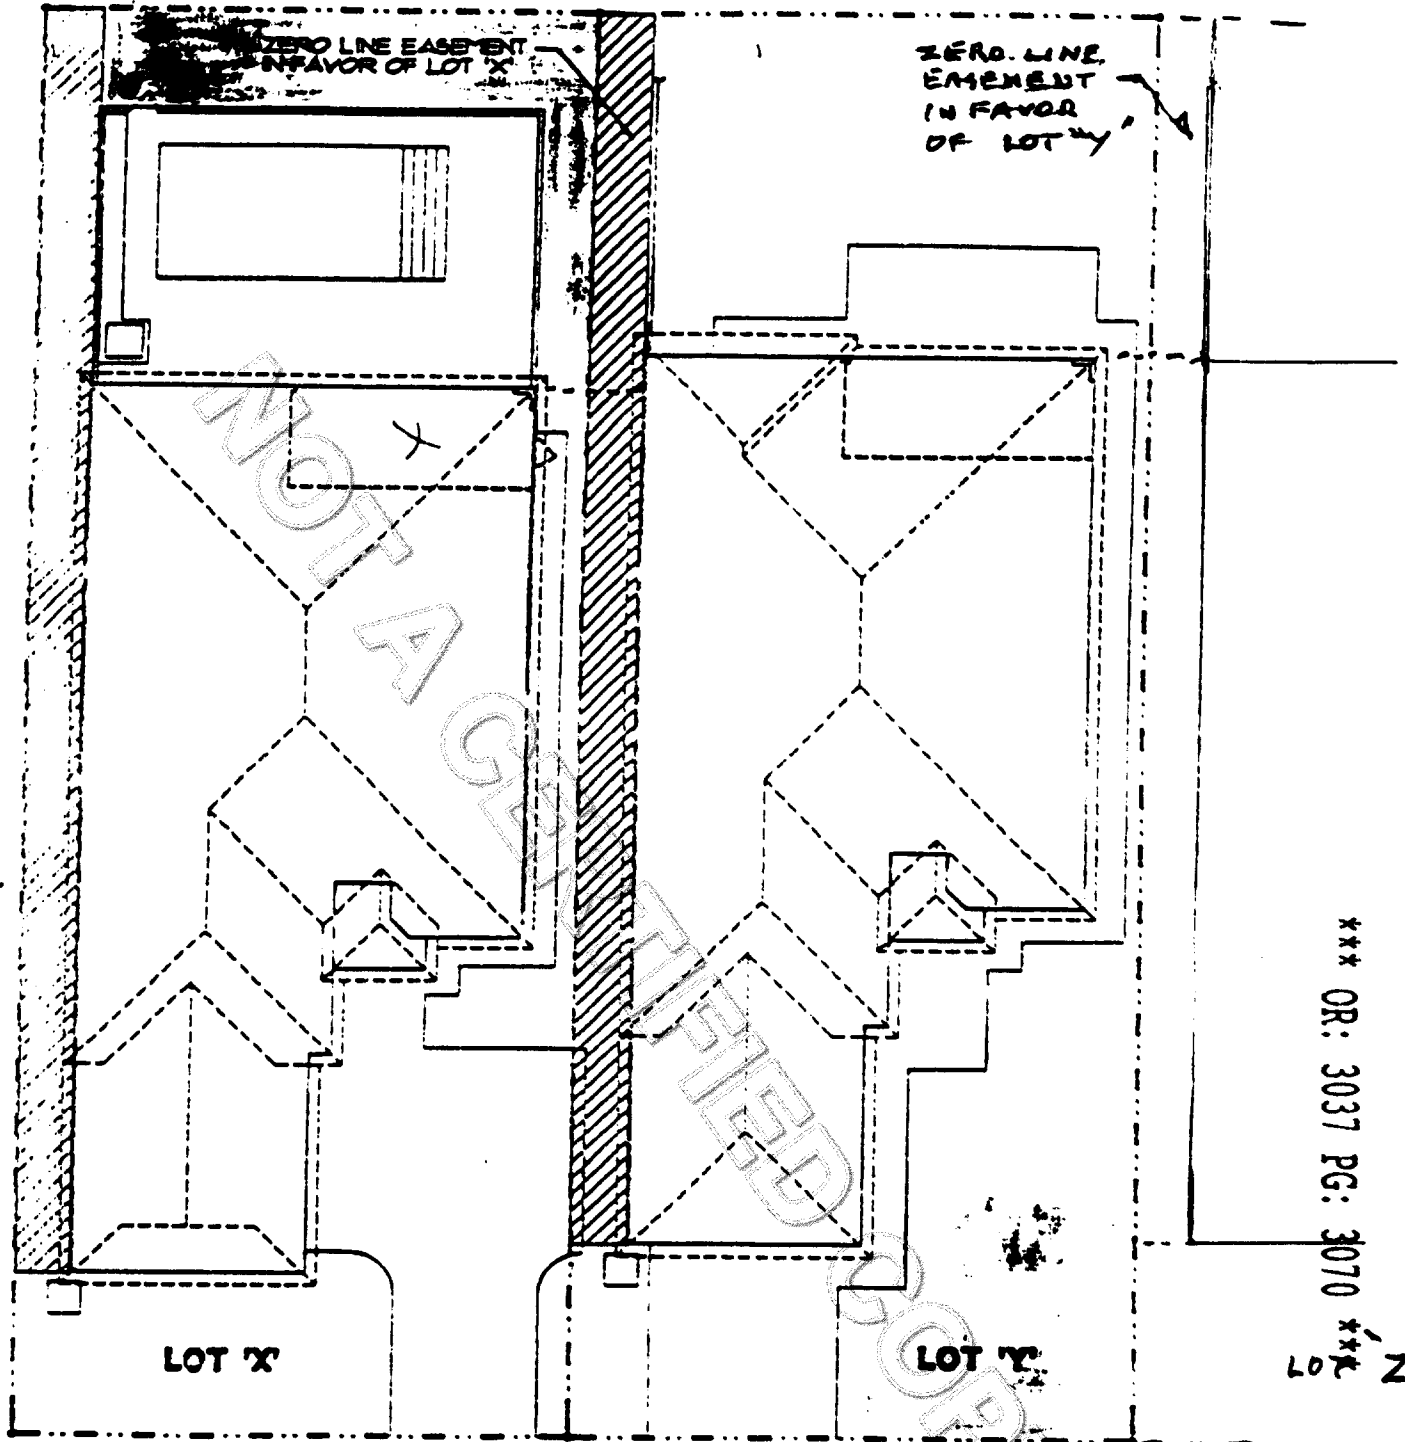 ZERO LINE EASEMENT
IN FAVOR OF LOT 'X'
ZERO LINE
EASEMENT
IN FAVOR
OF LOT "Y"
NOT A CERTIFIED COP
*** OR: 3037 PG: 3070 ***
LOT 'X'
LOT 'Y'
LOT 'Z